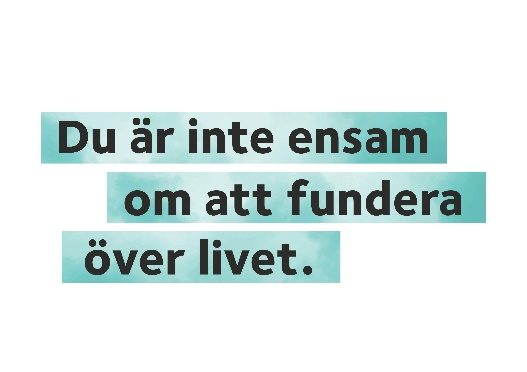 Du är inte ensam
om att fundera
över livet.